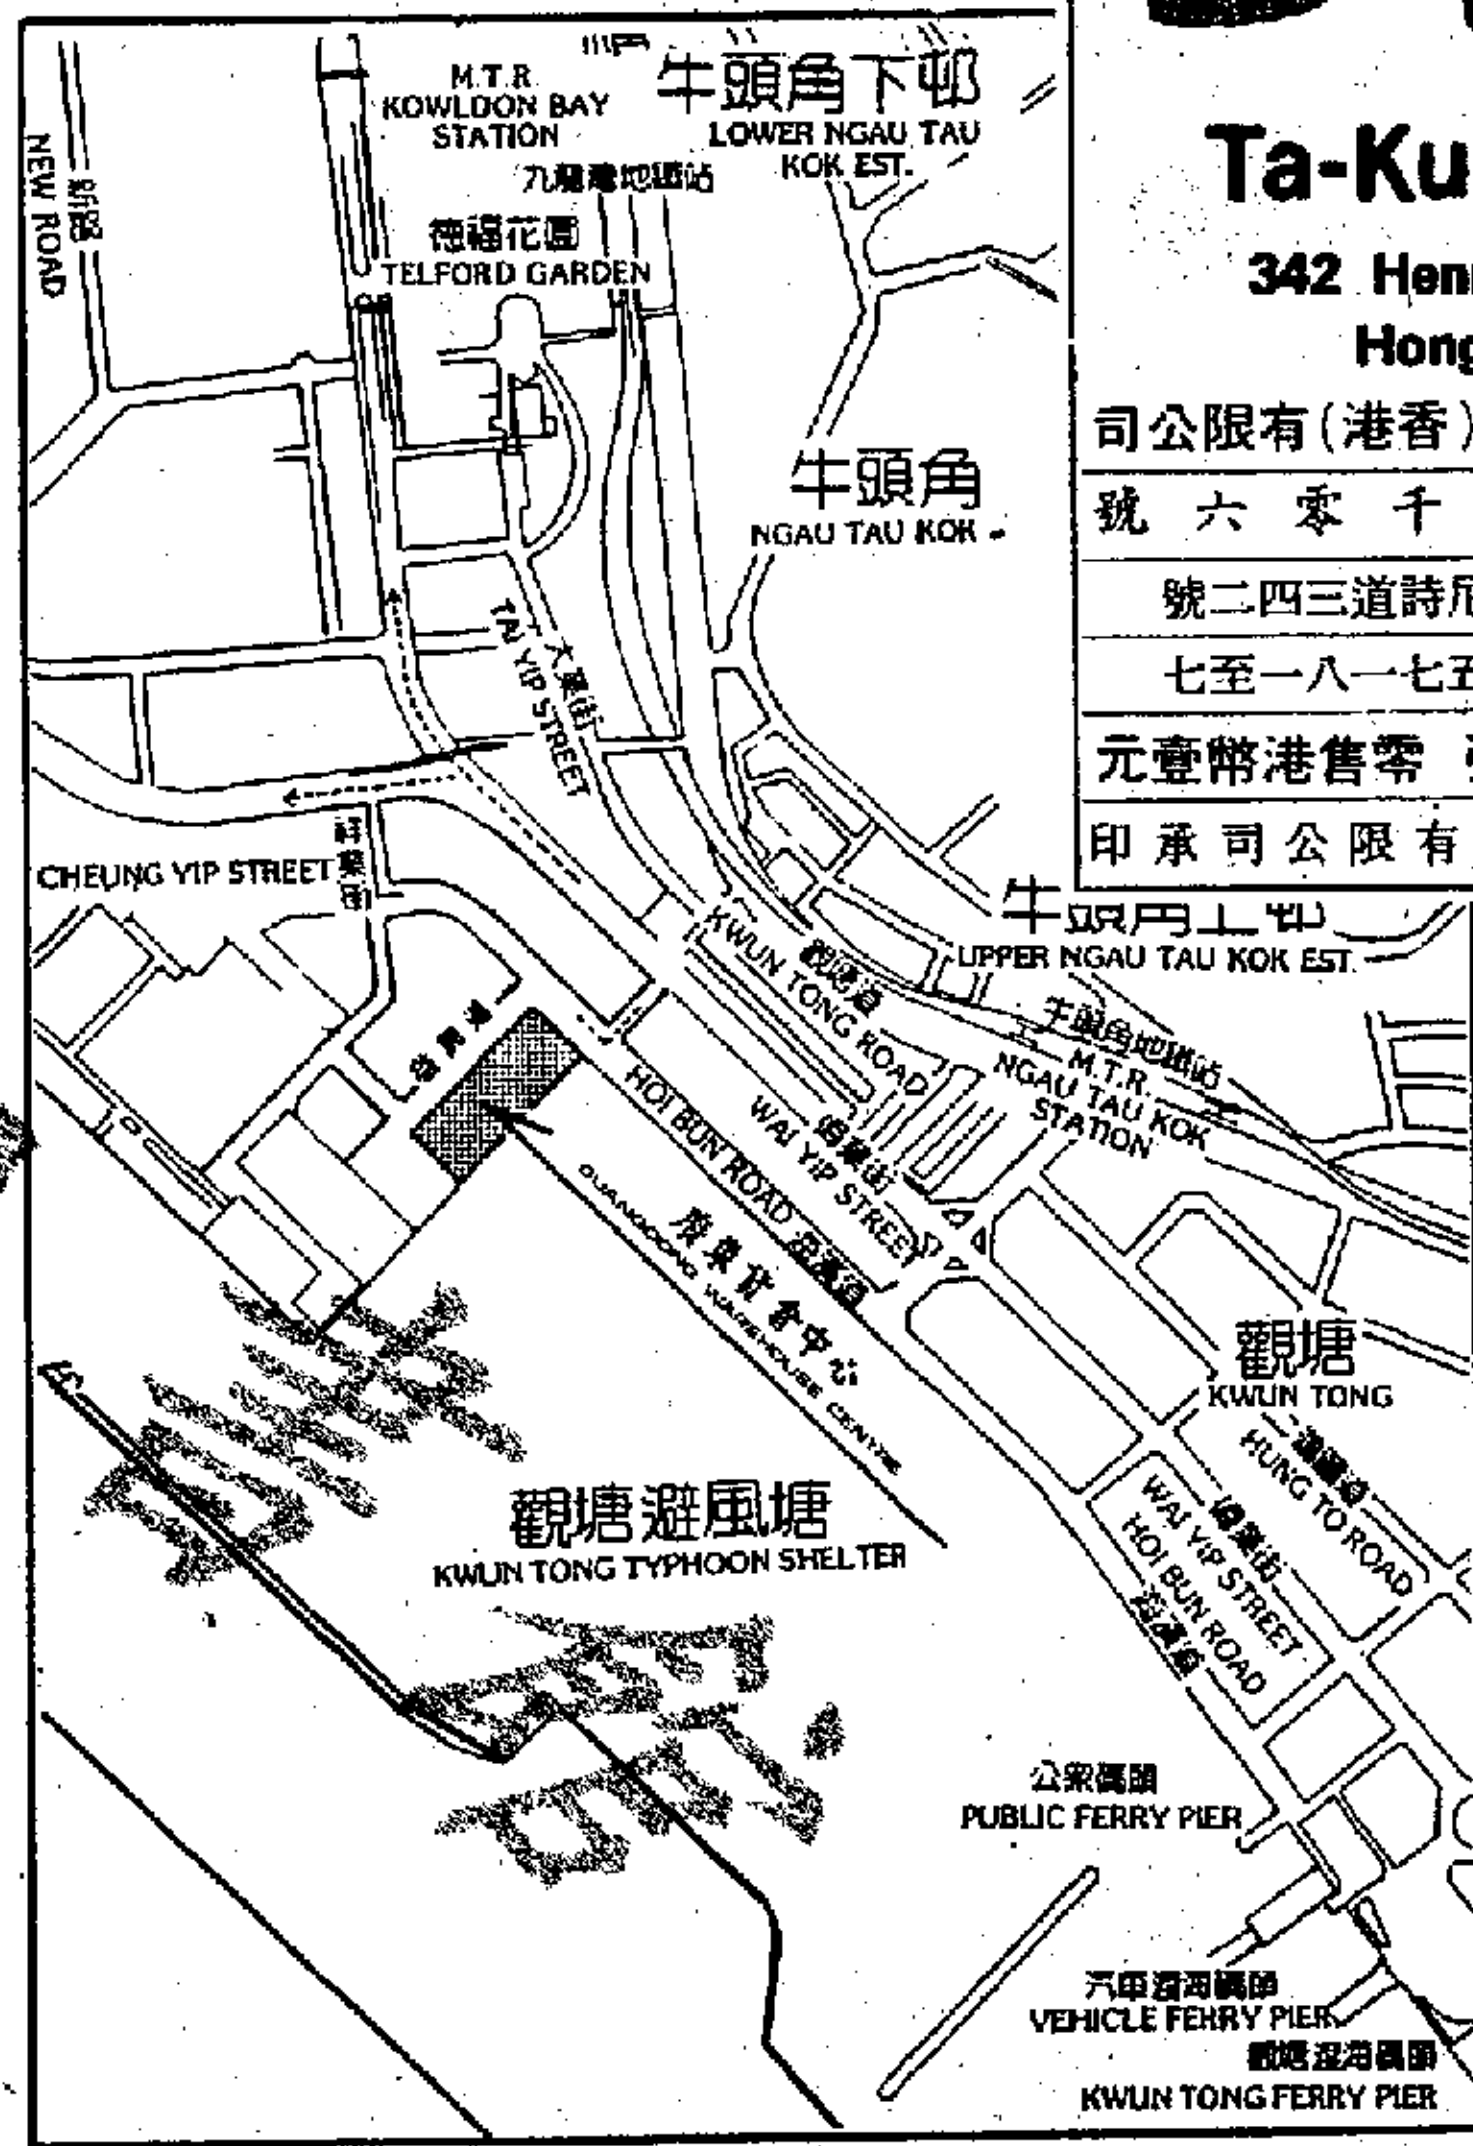 M.T.R.
KOWLOON BAY
STATION
九龍灣地鐵站
牛頭角下邨
LOWER NGAU TAU
KOK EST.
新路
NEW ROAD
德福花園
TELFORD GARDEN
牛頭角
NGAU TAU KOK
TAI YIP STREET
大業街
CHEUNG YIP STREET
祥業街
牛頭角上邨
UPPER NGAU TAU KOK EST.
KWUN TONG ROAD
觀塘道
牛頭角地鐵站
M.T.R.
NGAU TAU KOK
STATION
HOI BUN ROAD 海濱道
WAI YIP STREET
偉業街
中心
WAREHOUSE CENTRE
觀塘
KWUN TONG
鴻圖道
HUNG TO ROAD
偉業街
WAI YIP STREET
HOI BUN ROAD
海濱道
觀塘避風塘
KWUN TONG TYPHOON SHELTER
公眾碼頭
PUBLIC FERRY PIER
汽車渡海碼頭
VEHICLE FERRY PIER
觀塘渡海碼頭
KWUN TONG FERRY PIER
Ta-Ku
342 Hen
Hong
司公限有(港香)
號六零千
號二四三道詩尼
七至一八一七五
元壹幣港售零
印承司公限有